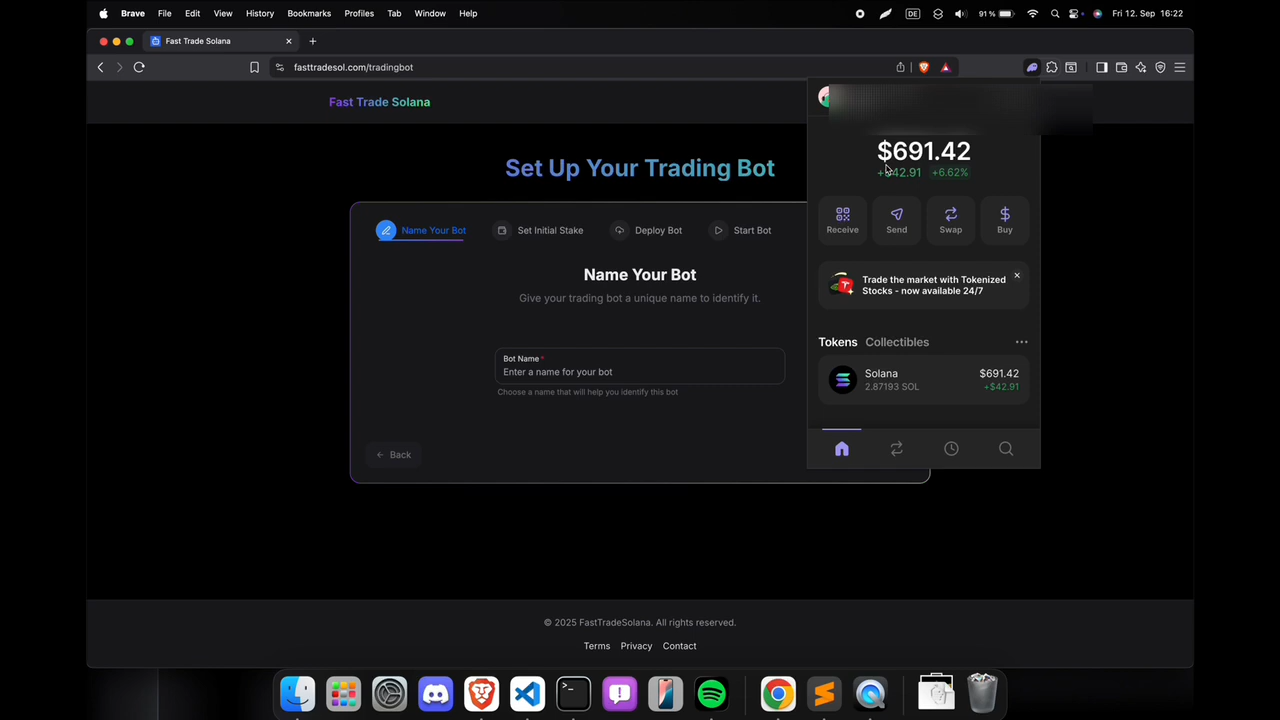 Brave File Edit View History Bookmarks Profiles Tab Window Help
DE 91 % Fri 12. Sep 16:22
Fast Trade Solana
fasttradesol.com/tradingbot
Fast Trade Solana
$691.42
+$42.91 +6.62%
Set Up Your Trading Bot
Receive Send Swap Buy
Name Your Bot Set Initial Stake Deploy Bot Start Bot
Name Your Bot
Give your trading bot a unique name to identify it.
Trade the market with Tokenized
Stocks - now available 24/7
Tokens Collectibles
Bot Name *
Enter a name for your bot
Choose a name that will help you identify this bot
Solana $691.42
2.87193 SOL +$42.91
Back
© 2025 FastTradeSolana. All rights reserved.
Terms Privacy Contact